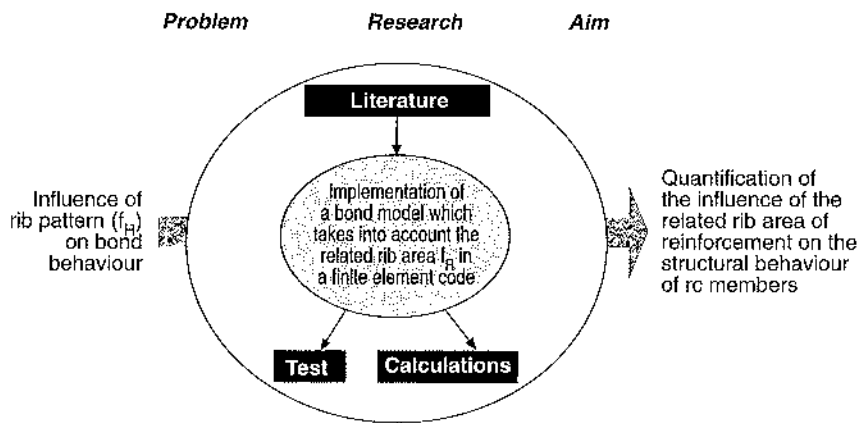 Problem Research Aim
Literature
Influence of
rib pattern (fR)
on bond
behaviour
Implementation of
a bond model which
takes into account the
related rib area fR in
a finite element code
Quantification of
the influence of the
related rib area of
reinforcement on the
structural behaviour
of rc members
Test Calculations